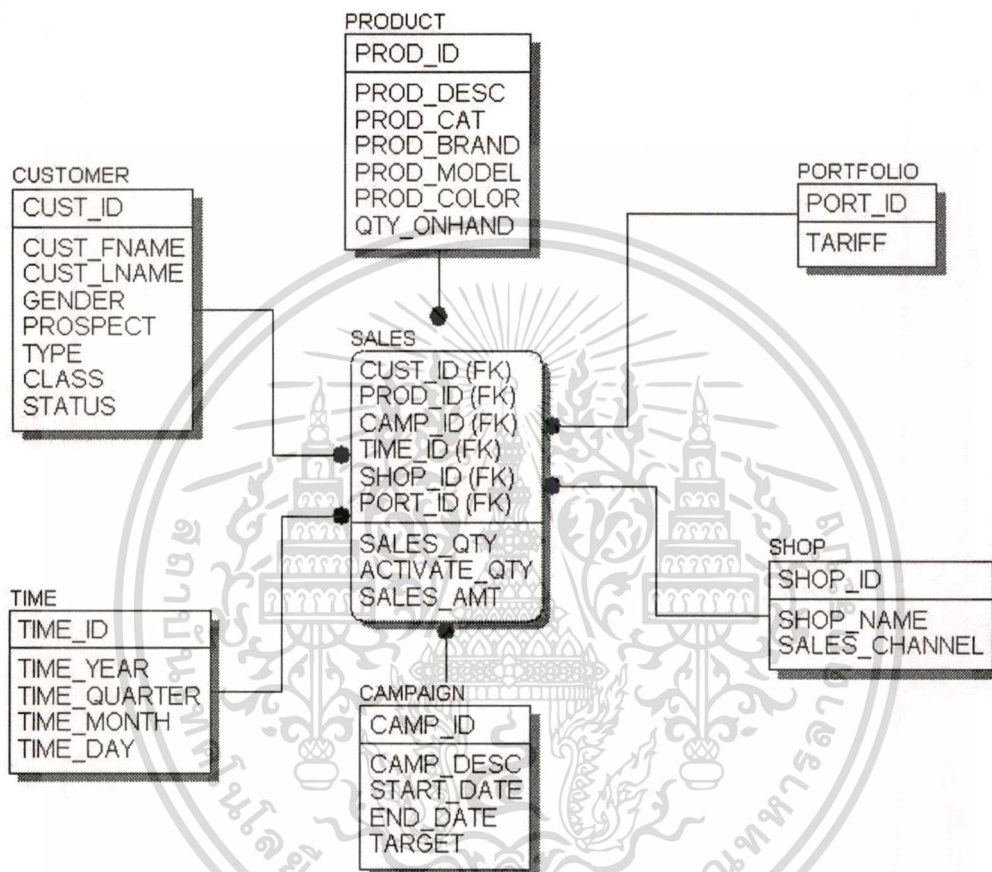 PRODUCT
PROD_ID
PROD_DESC
PROD_CAT
PROD_BRAND
PROD_MODEL
PROD_COLOR
QTY_ONHAND
CUSTOMER
CUST_ID
CUST_FNAME
CUST_LNAME
GENDER
PROSPECT
TYPE
CLASS
STATUS
PORTFOLIO
PORT_ID
TARIFF
SALES
CUST_ID (FK)
PROD_ID (FK)
CAMP_ID (FK)
TIME_ID (FK)
SHOP_ID (FK)
PORT_ID (FK)
SALES_QTY
ACTIVATE_QTY
SALES_AMT
TIME
TIME_ID
TIME_YEAR
TIME_QUARTER
TIME_MONTH
TIME_DAY
CAMPAIGN
CAMP_ID
CAMP_DESC
START_DATE
END_DATE
TARGET
SHOP
SHOP_ID
SHOP_NAME
SALES_CHANNEL